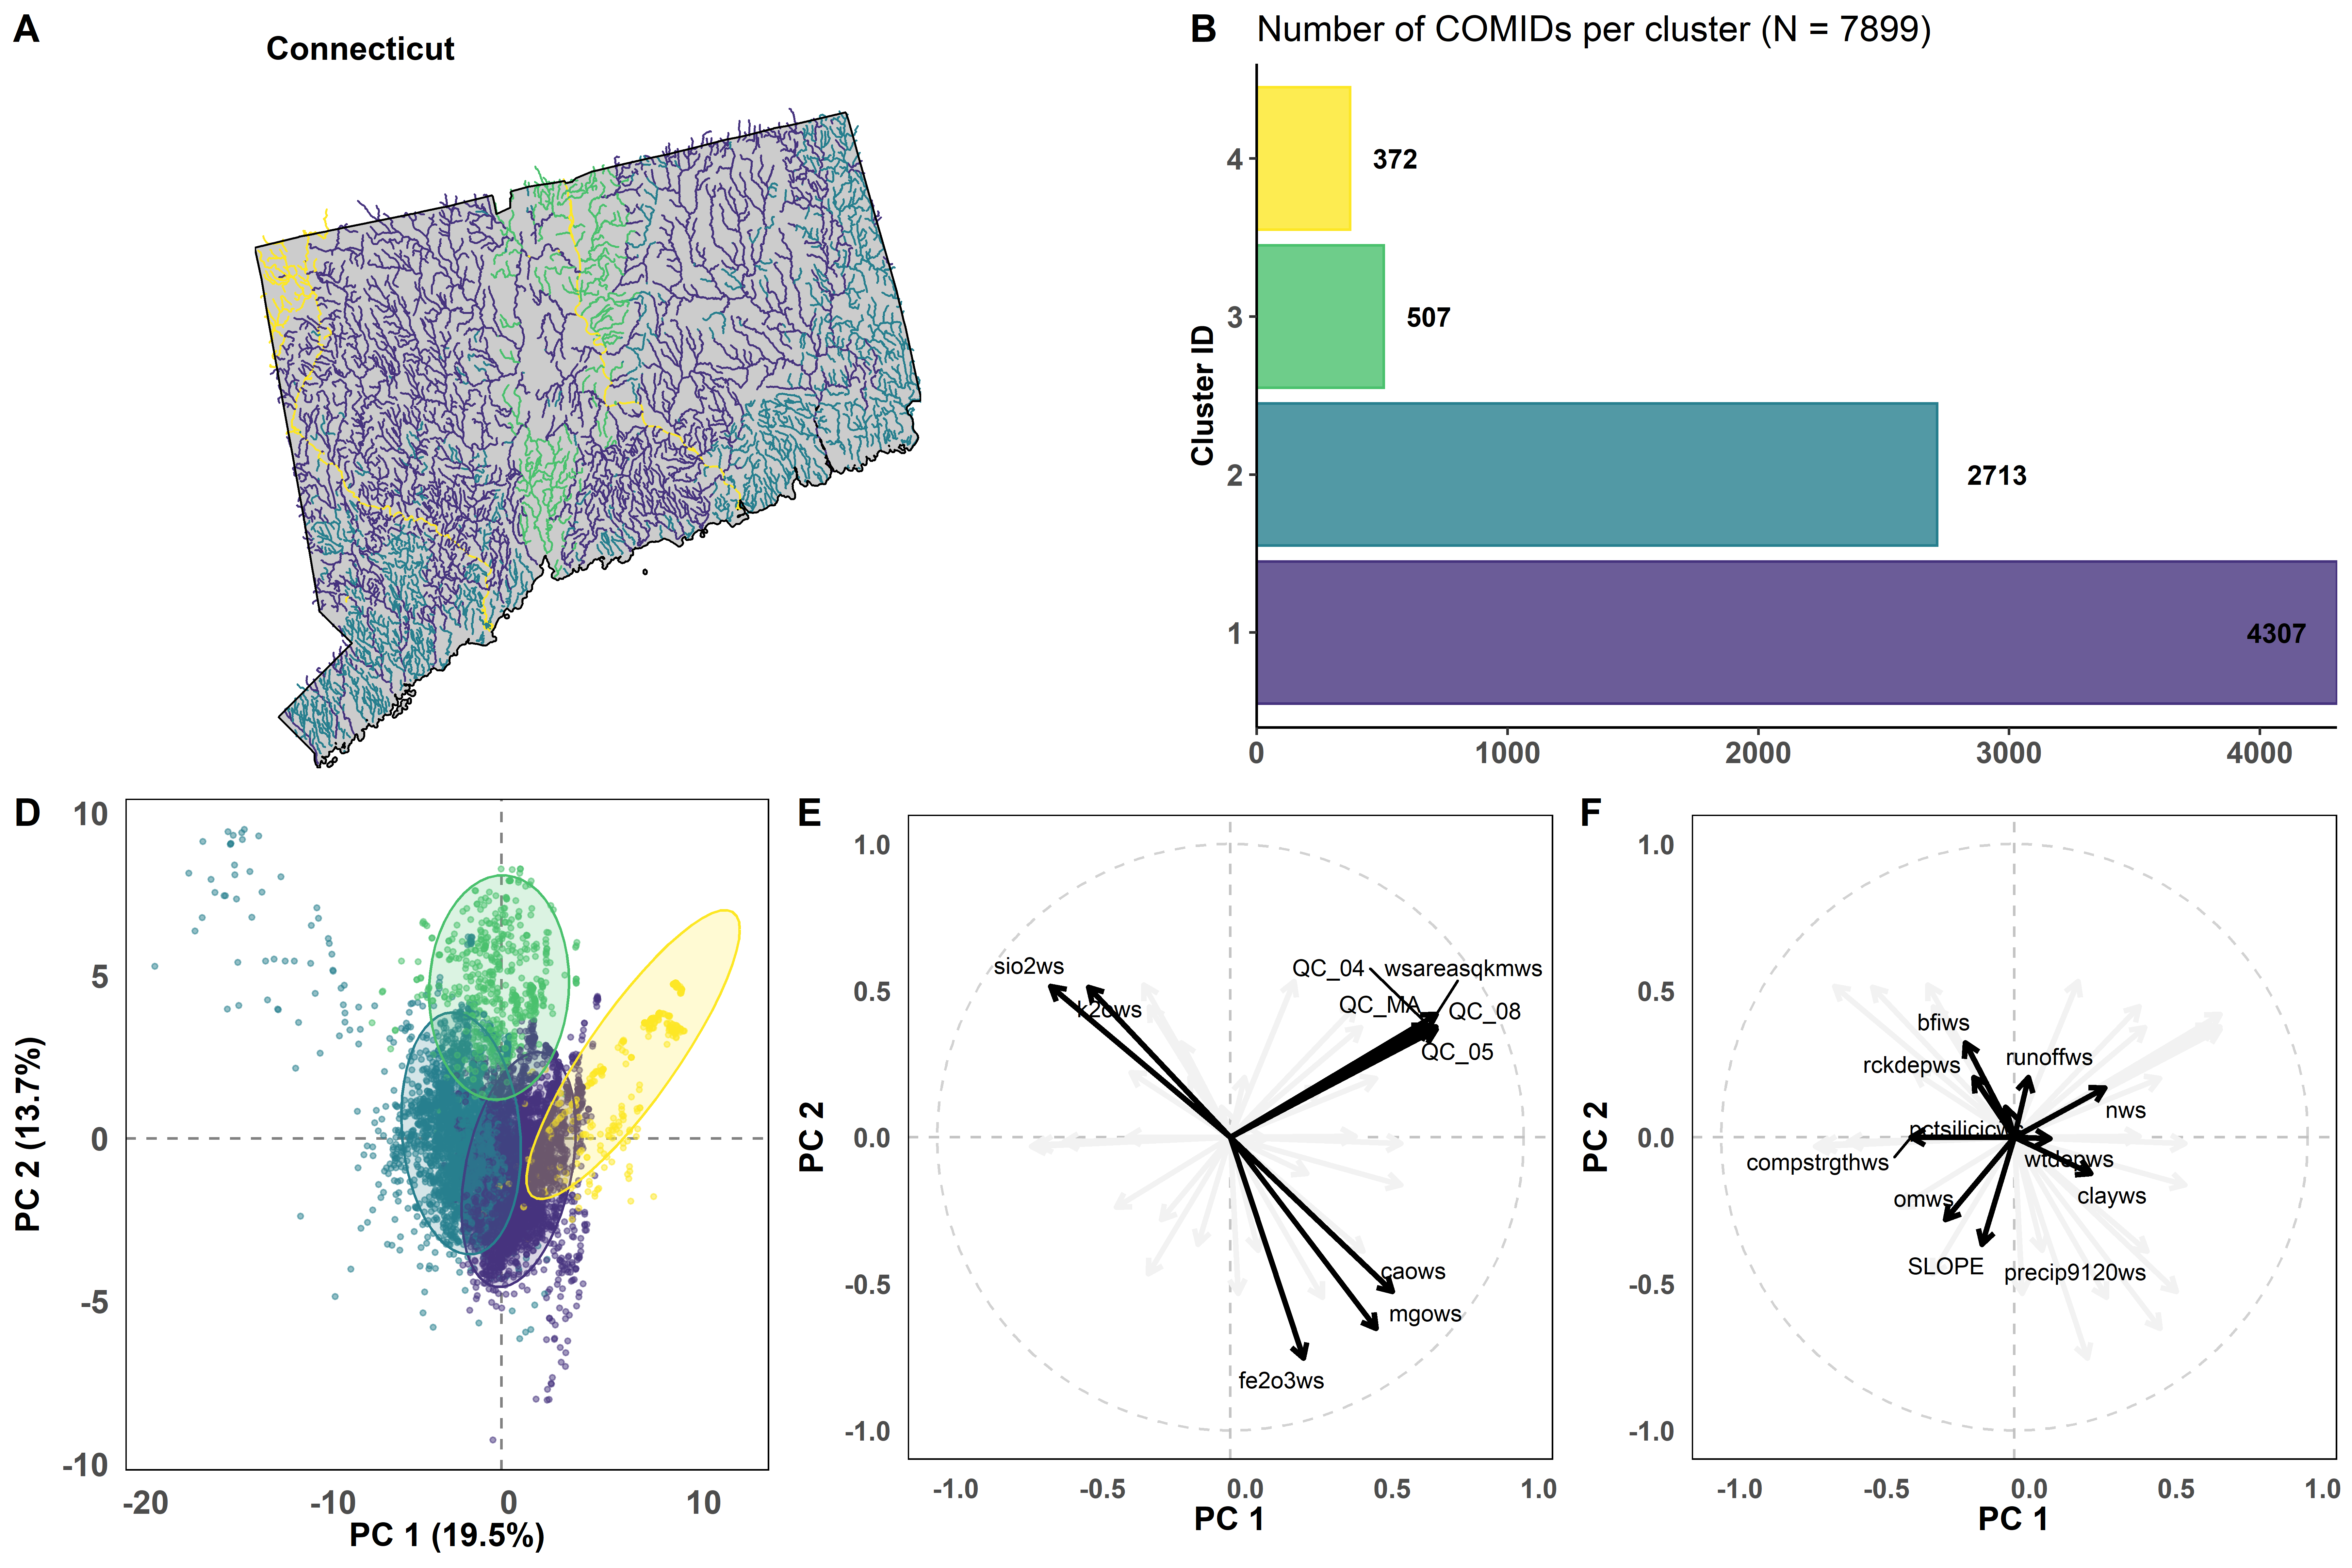 A
Connecticut
B
Number of COMIDs per cluster (N = 7899)
Cluster ID
4
3
2
1
372
507
2713
4307
0
1000
2000
3000
4000
D
PC 2 (13.7%)
10
5
0
-5
-10
-20
-10
0
10
PC 1 (19.5%)
E
PC 2
1.0
0.5
0.0
-0.5
-1.0
sio2ws
k2ows
QC_04
wsareasqkmws
QC_MA
QC_08
QC_05
caows
mgows
fe2o3ws
-1.0
-0.5
0.0
0.5
1.0
PC 1
F
PC 2
1.0
0.5
0.0
-0.5
-1.0
bfiws
runoffws
rckdepws
nws
pctsilicicws
compstrgthws
wtdepws
omws
clayws
SLOPE
precip9120ws
-1.0
-0.5
0.0
0.5
1.0
PC 1